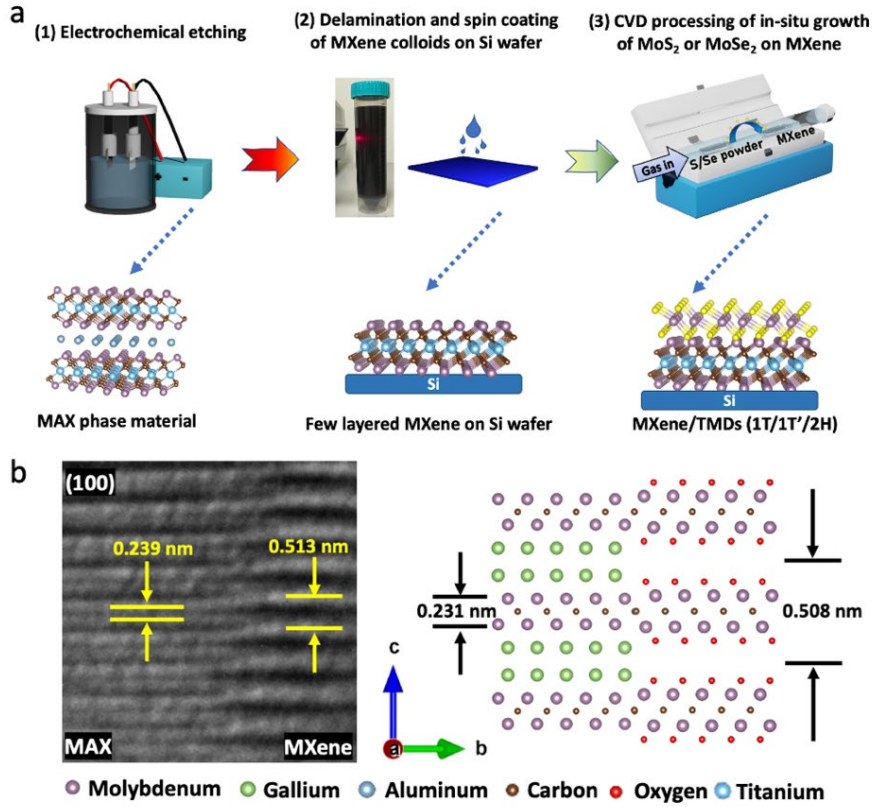 a
(1) Electrochemical etching
(2) Delamination and spin coating
of MXene colloids on Si wafer
(3) CVD processing of in-situ growth
of MoS₂ or MoSe₂ on MXene
Gas in
S/Se powder
MXene
Si
Si
MAX phase material
Few layered MXene on Si wafer
MXene/TMDs (1T/1T’/2H)
b
(100)
0.239 nm
0.513 nm
MAX
MXene
0.231 nm
0.508 nm
c
a
b
Molybdenum
Gallium
Aluminum
Carbon
Oxygen
Titanium